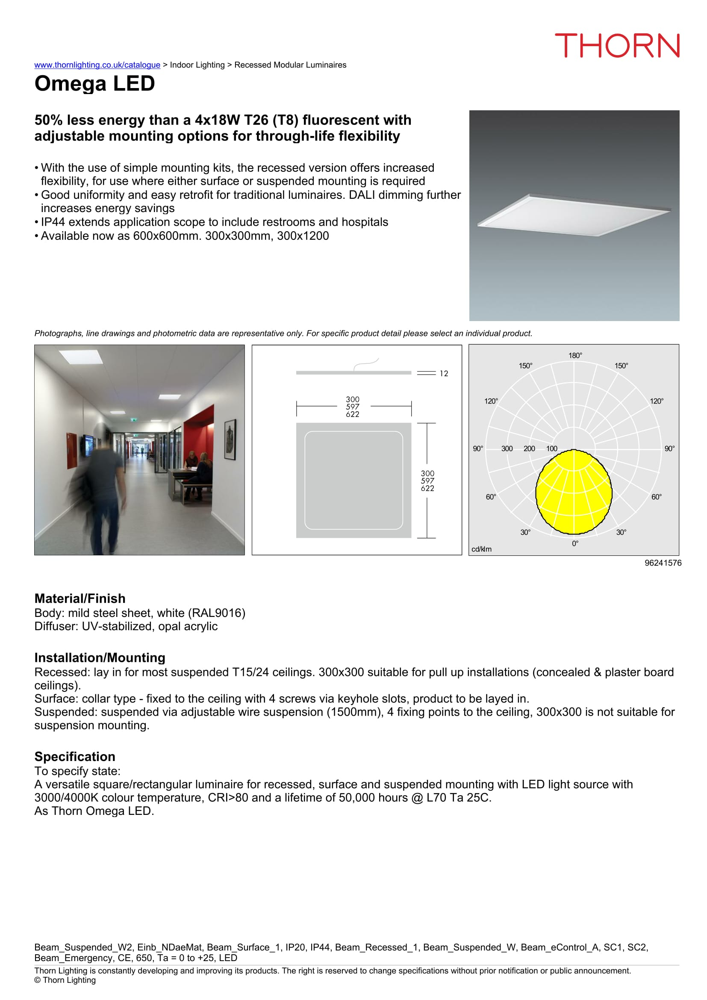 THORN
www.thornlighting.co.uk/catalogue > Indoor Lighting > Recessed Modular Luminaires
Omega LED
50% less energy than a 4x18W T26 (T8) fluorescent with
adjustable mounting options for through-life flexibility
• With the use of simple mounting kits, the recessed version offers increased
flexibility, for use where either surface or suspended mounting is required
• Good uniformity and easy retrofit for traditional luminaires. DALI dimming further
increases energy savings
• IP44 extends application scope to include restrooms and hospitals
• Available now as 600x600mm. 300x300mm, 300x1200
Photographs, line drawings and photometric data are representative only. For specific product detail please select an individual product.
12
300
597
622
300
597
622
180°
150° 150°
120° 120°
90° 300 200 100 90°
60° 60°
30° 30°
0°
cd/klm
96241576
Material/Finish
Body: mild steel sheet, white (RAL9016)
Diffuser: UV-stabilized, opal acrylic
Installation/Mounting
Recessed: lay in for most suspended T15/24 ceilings. 300x300 suitable for pull up installations (concealed & plaster board
ceilings).
Surface: collar type - fixed to the ceiling with 4 screws via keyhole slots, product to be layed in.
Suspended: suspended via adjustable wire suspension (1500mm), 4 fixing points to the ceiling, 300x300 is not suitable for
suspension mounting.
Specification
To specify state:
A versatile square/rectangular luminaire for recessed, surface and suspended mounting with LED light source with
3000/4000K colour temperature, CRI>80 and a lifetime of 50,000 hours @ L70 Ta 25C.
As Thorn Omega LED.
Beam_Suspended_W2, Einb_NDaeMat, Beam_Surface_1, IP20, IP44, Beam_Recessed_1, Beam_Suspended_W, Beam_eControl_A, SC1, SC2,
Beam_Emergency, CE, 650, Ta = 0 to +25, LED
Thorn Lighting is constantly developing and improving its products. The right is reserved to change specifications without prior notification or public announcement.
© Thorn Lighting